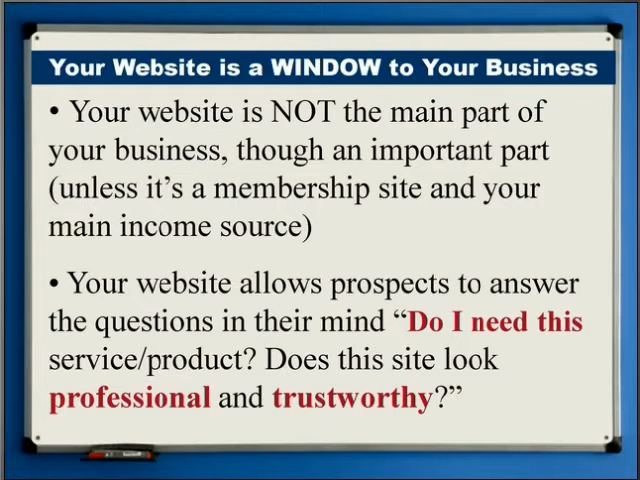 Your Website is a WINDOW to Your Business
• Your website is NOT the main part of
your business, though an important part
(unless it’s a membership site and your
main income source)
• Your website allows prospects to answer
the questions in their mind “Do I need this
service/product? Does this site look
professional and trustworthy?”